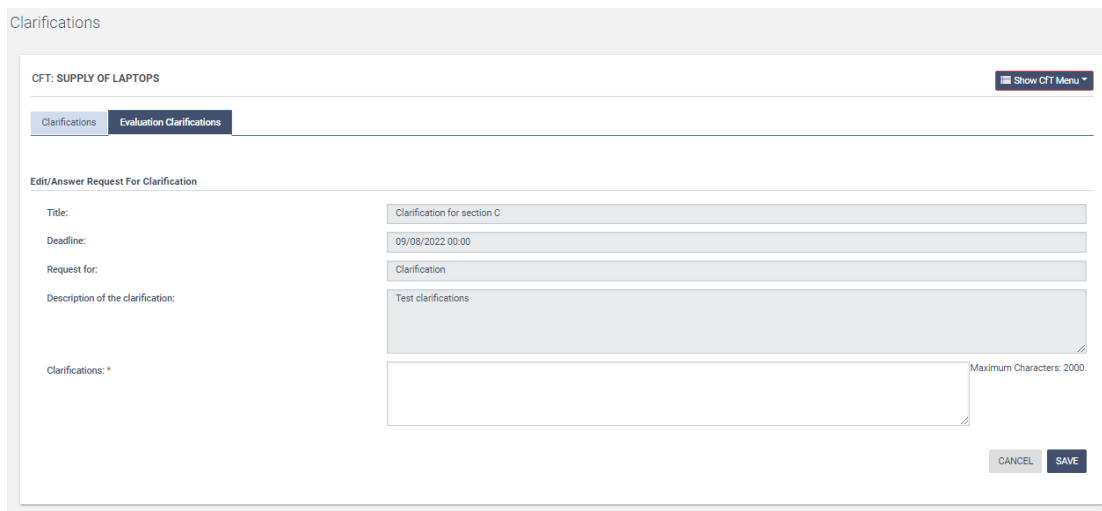 Clarifications
CFT: SUPPLY OF LAPTOPS
Show CfT Menu
Clarifications Evaluation Clarifications
Edit/Answer Request For Clarification
Title: Clarification for section C
Deadline: 09/08/2022 00:00
Request for: Clarification
Description of the clarification: Test clarifications
Clarifications: * Maximum Characters: 2000.
CANCEL SAVE